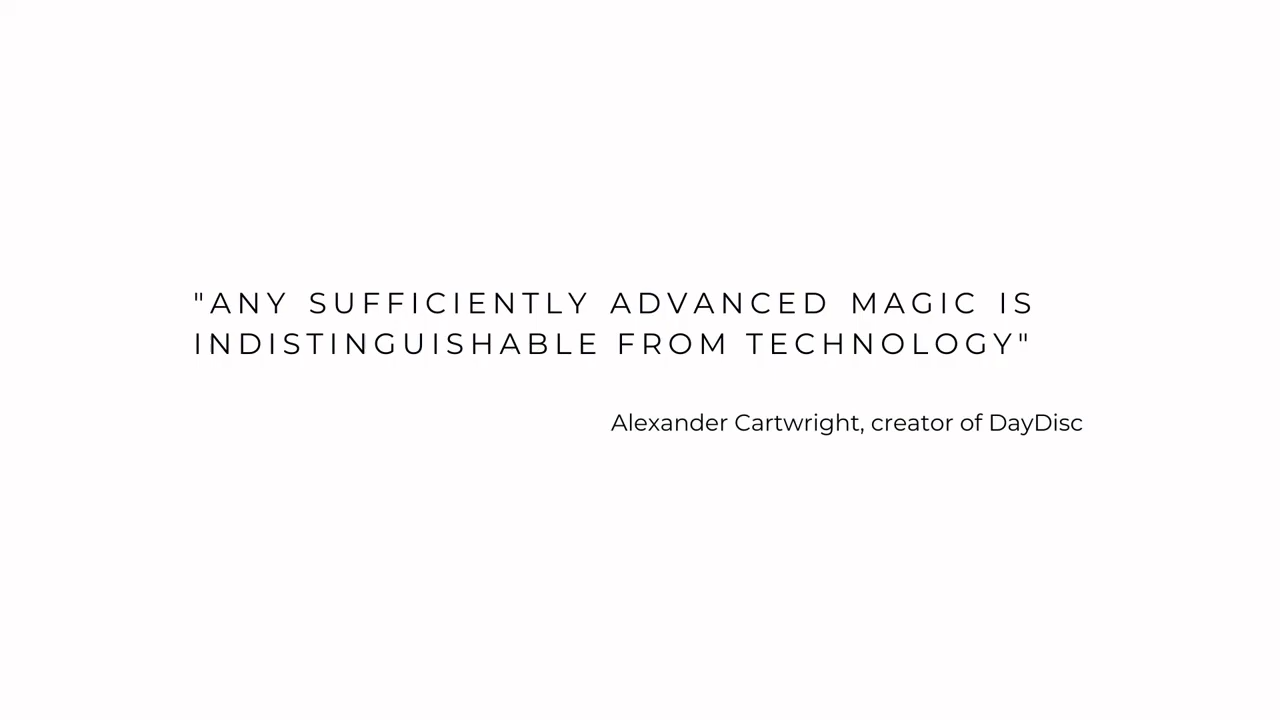 "ANY SUFFICIENTLY ADVANCED MAGIC IS
INDISTINGUISHABLE FROM TECHNOLOGY"
Alexander Cartwright, creator of DayDisc